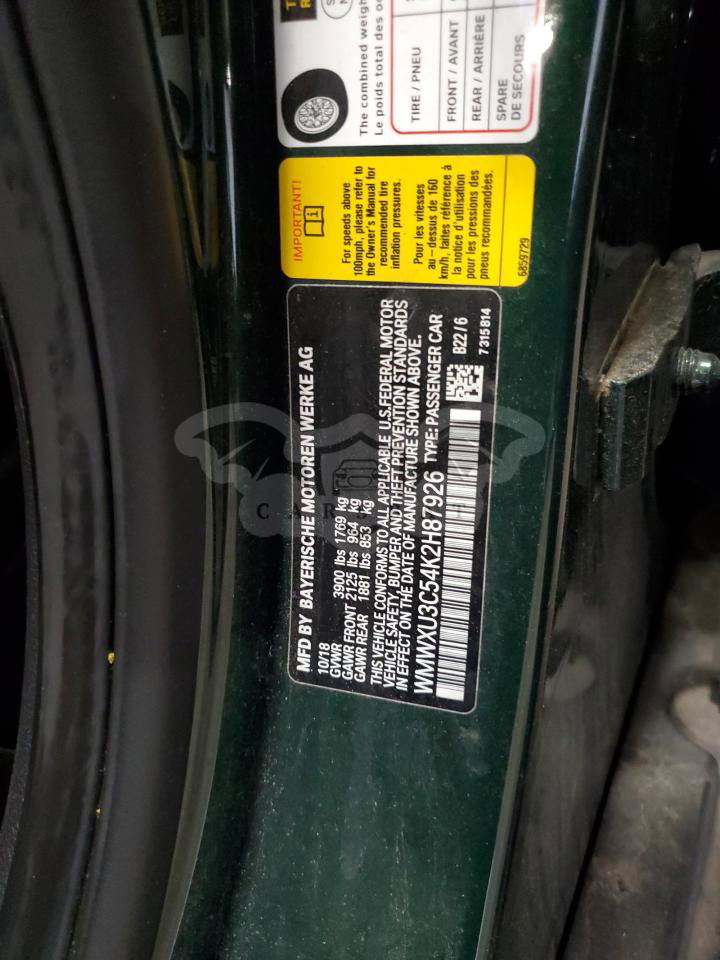 The combined weigh
Le poids total des oc
TIRE / PNEU
FRONT / AVANT
REAR / ARRIÈRE
SPARE
DE SECOURS
IMPORTANT!
For speeds above
100mph, please refer to
the Owner's Manual for
recommended tire
inflation pressures.
Pour les vitesses
au - dessus de 160
km/h, faites référence à
la notice d'utilisation
pour les pressions des
pneus recommandées.
6859729
MFD BY BAYERISCHE MOTOREN WERKE AG
10/18
GVWR 3900 lbs 1769 kg
GAWR FRONT 2125 lbs 964 kg
GAWR REAR 1881 lbs 853 kg
THIS VEHICLE CONFORMS TO ALL APPLICABLE U.S.FEDERAL MOTOR
VEHICLE SAFETY, BUMPER AND THEFT PREVENTION STANDARDS
IN EFFECT ON THE DATE OF MANUFACTURE SHOWN ABOVE.
WMWXU3C54K2H87926 TYPE: PASSENGER CAR
B22/6
7315814